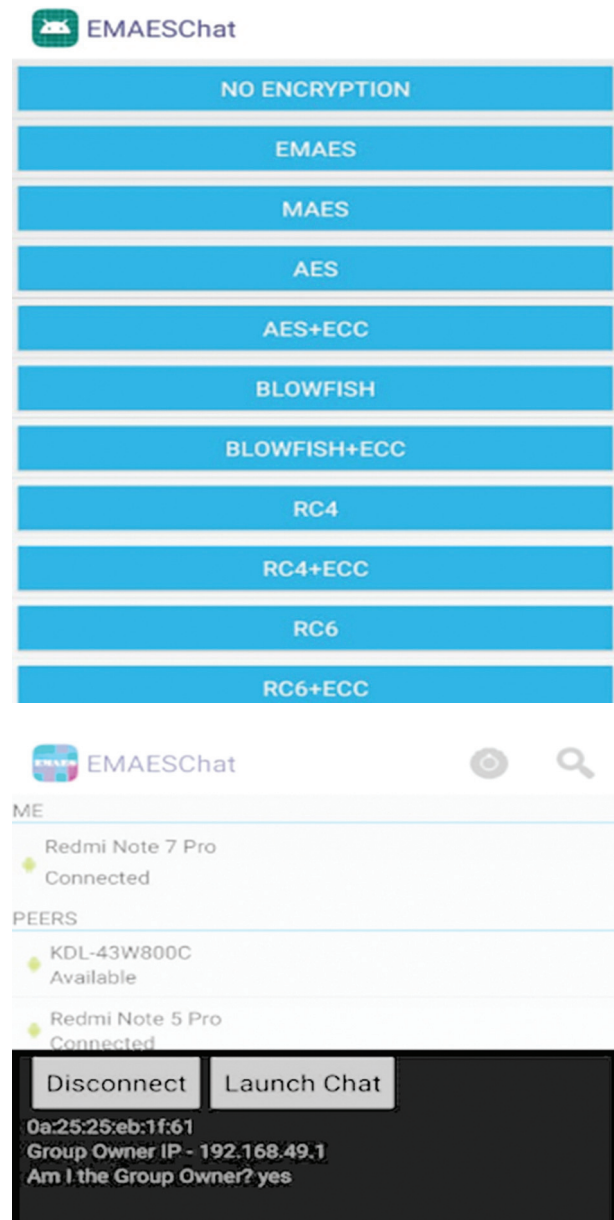 EMAESChat
NO ENCRYPTION
EMAES
MAES
AES
AES+ECC
BLOWFISH
BLOWFISH+ECC
RC4
RC4+ECC
RC6
RC6+ECC
EMAES
EMAESChat
ME
Redmi Note 7 Pro
Connected
PEERS
KDL-43W800C
Available
Redmi Note 5 Pro
Connected
Disconnect
Launch Chat
0a:25:25:eb:1f:61
Group Owner IP - 192.168.49.1
Am I the Group Owner? yes